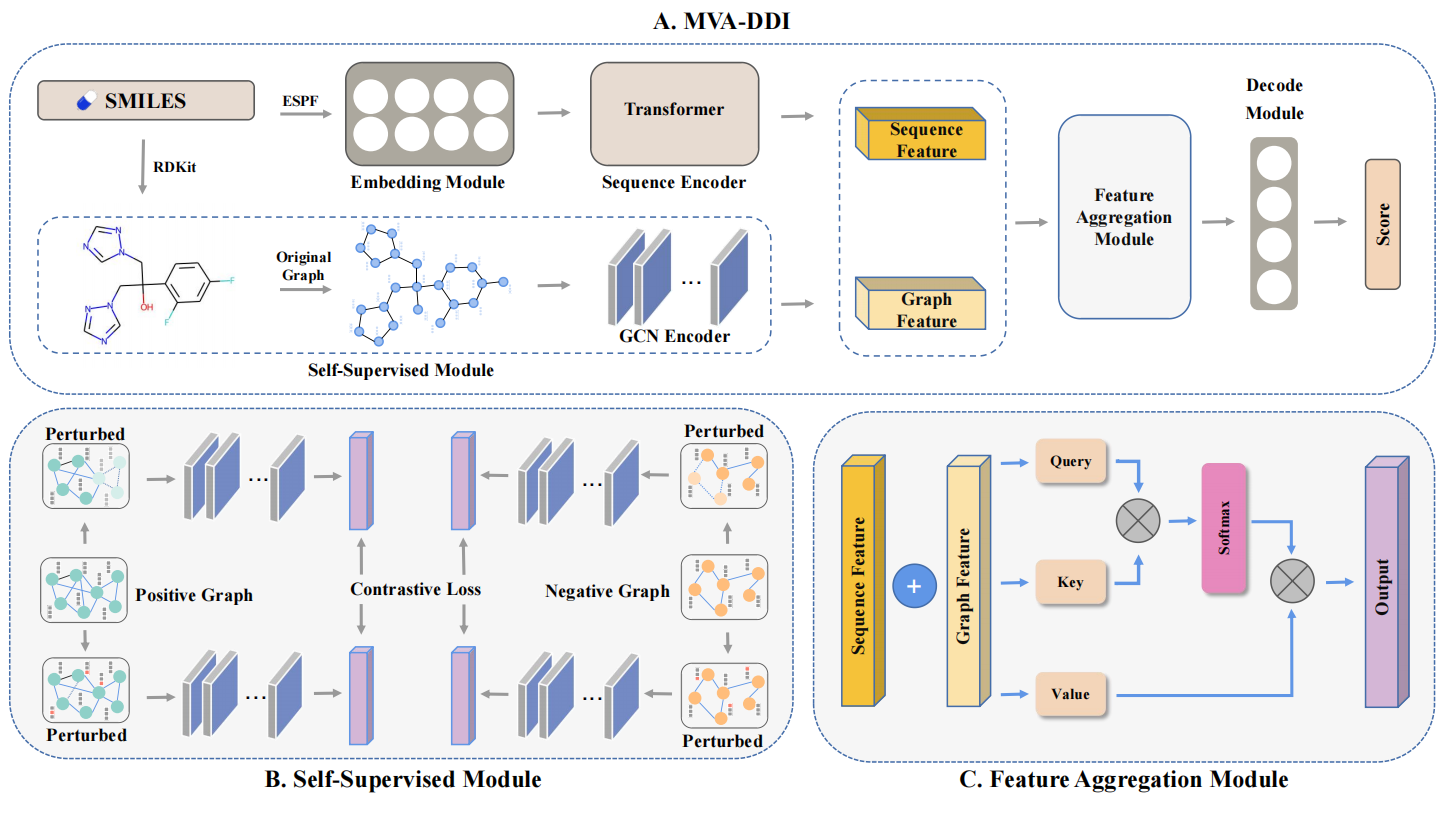 A. MVA-DDI
SMILES
ESPF
RDKit
Embedding Module
Transformer
Sequence Encoder
Sequence
Feature
Feature
Aggregation
Module
Decode
Module
Score
N
N
N
OH
F
F
N
N
N
Original
Graph
GCN Encoder
Graph
Feature
Self-Supervised Module
Perturbed
Perturbed
Positive Graph
Contrastive Loss
Negative Graph
Perturbed
Perturbed
B. Self-Supervised Module
Sequence Feature
+
Graph Feature
Query
Key
Value
Softmax
Output
C. Feature Aggregation Module